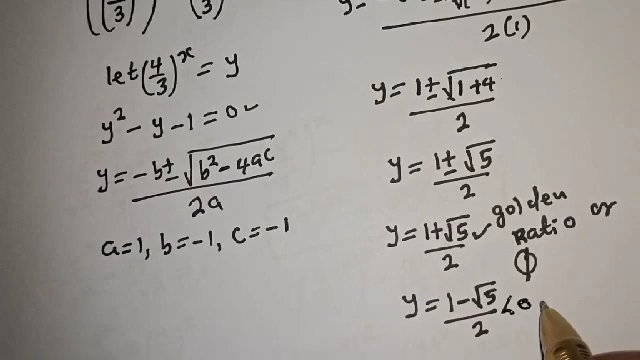 let (4/3)^x = y
y² - y - 1 = 0 ✓
y = (-b ± √(b² - 4ac)) / 2a
a=1, b=-1, c=-1
2(1)
y = (1 ± √(1+4)) / 2
y = (1 ± √5) / 2
y = (1+√5) / 2 ✓ golden
Ratio or
ϕ
y = (1-√5) / 2 < 0